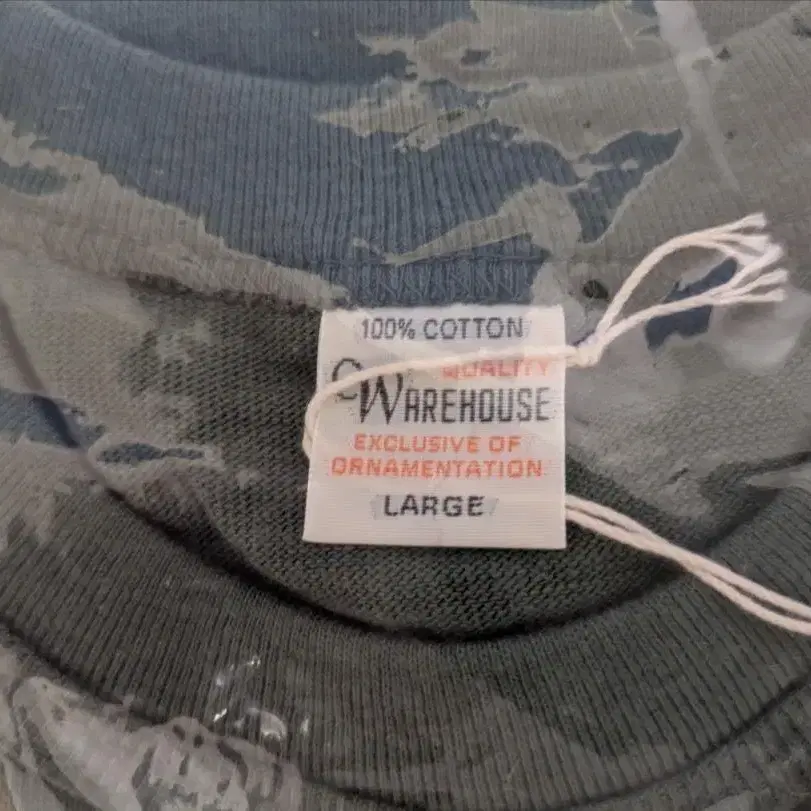 100% COTTON
QUALITY
WAREHOUSE
EXCLUSIVE OF
ORNAMENTATION
LARGE